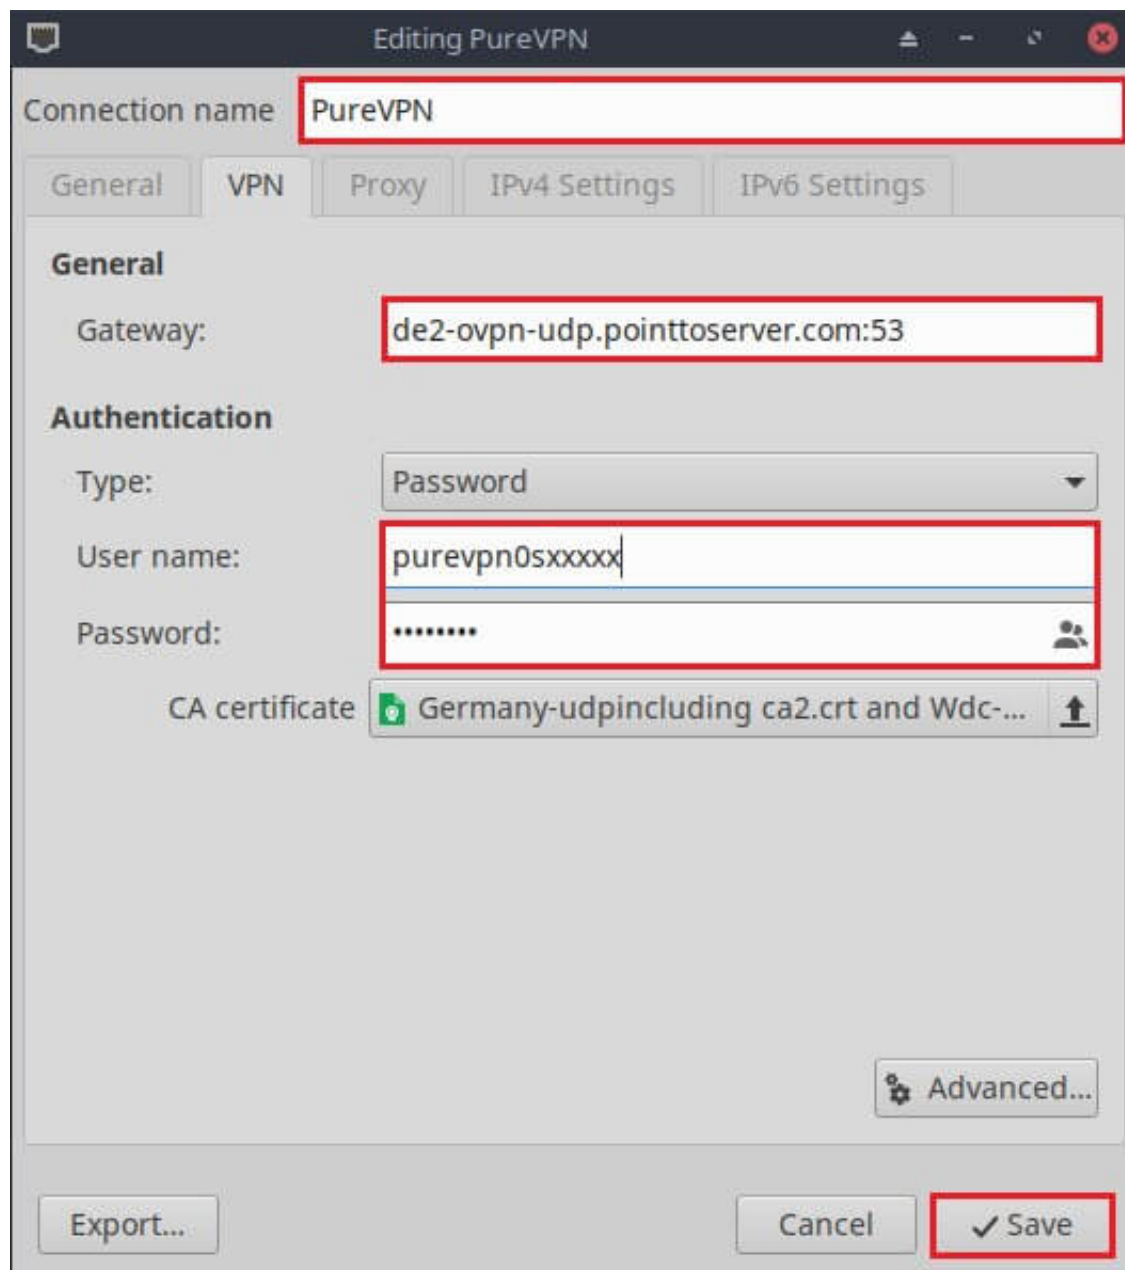 Editing PureVPN
Connection name PureVPN
General VPN Proxy IPv4 Settings IPv6 Settings
General
Gateway: de2-ovpn-udp.pointtoserver.com:53
Authentication
Type: Password
User name: purevpn0sxxxxx
Password: ••••••••
CA certificate Germany-udpincluding ca2.crt and Wdc-...
Advanced...
Export... Cancel Save